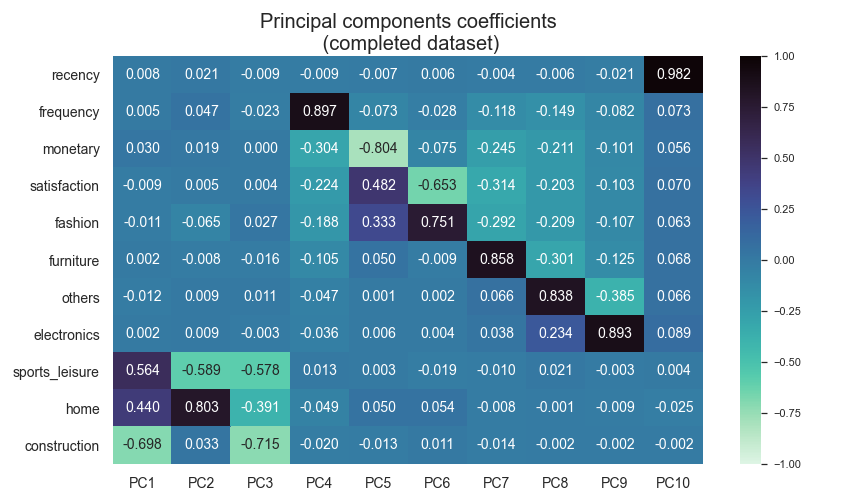 Principal components coefficients
(completed dataset)
recency 0.008 0.021 -0.009 -0.009 -0.007 0.006 -0.004 -0.006 -0.021 0.982
frequency 0.005 0.047 -0.023 0.897 -0.073 -0.028 -0.118 -0.149 -0.082 0.073
monetary 0.030 0.019 0.000 -0.304 -0.804 -0.075 -0.245 -0.211 -0.101 0.056
satisfaction -0.009 0.005 0.004 -0.224 0.482 -0.653 -0.314 -0.203 -0.103 0.070
fashion -0.011 -0.065 0.027 -0.188 0.333 0.751 -0.292 -0.209 -0.107 0.063
furniture 0.002 -0.008 -0.016 -0.105 0.050 -0.009 0.858 -0.301 -0.125 0.068
others -0.012 0.009 0.011 -0.047 0.001 0.002 0.066 0.838 -0.385 0.066
electronics 0.002 0.009 -0.003 -0.036 0.006 0.004 0.038 0.234 0.893 0.089
sports_leisure 0.564 -0.589 -0.578 0.013 0.003 -0.019 -0.010 0.021 -0.003 0.004
home 0.440 0.803 -0.391 -0.049 0.050 0.054 -0.008 -0.001 -0.009 -0.025
construction -0.698 0.033 -0.715 -0.020 -0.013 0.011 -0.014 -0.002 -0.002 -0.002
PC1 PC2 PC3 PC4 PC5 PC6 PC7 PC8 PC9 PC10
1.00
0.75
0.50
0.25
0.00
−0.25
−0.50
−0.75
−1.00